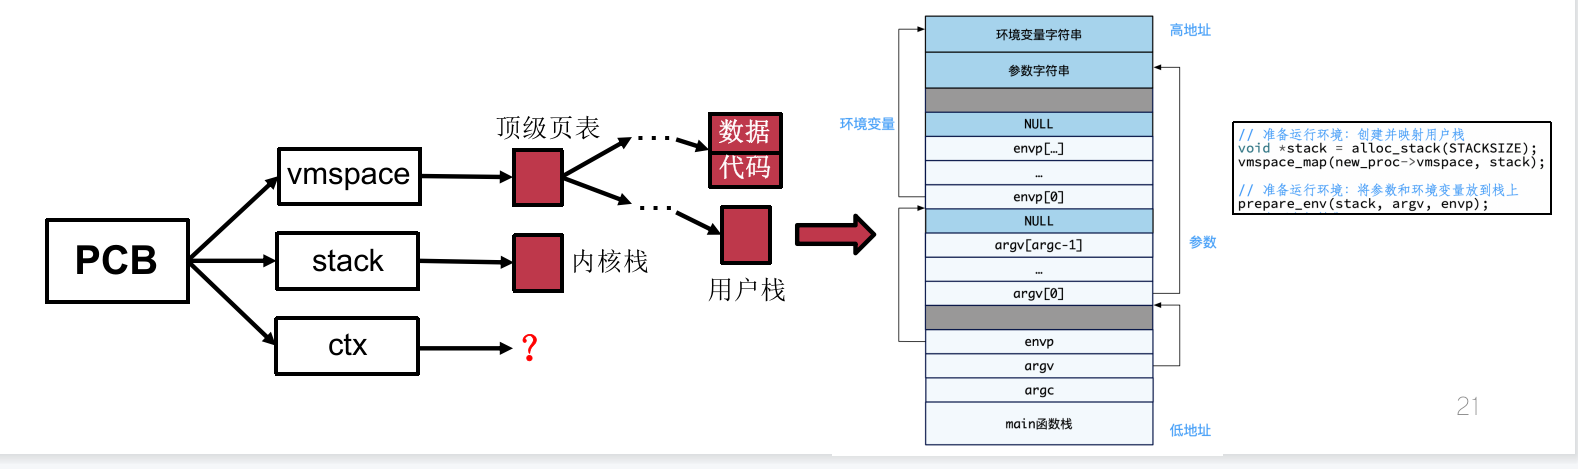 PCB
vmspace
stack
ctx
顶级页表
内核栈
?
数据
代码
用户栈
环境变量
环境变量字符串
参数字符串
NULL
envp[…]
…
envp[0]
NULL
argv[argc-1]
…
argv[0]
envp
argv
argc
main函数栈
高地址
参数
低地址
// 准备运行环境：创建并映射用户栈
void *stack = alloc_stack(STACKSIZE);
vmspace_map(new_proc->vmspace, stack);
// 准备运行环境：将参数和环境变量放到栈上
prepare_env(stack, argv, envp);
21